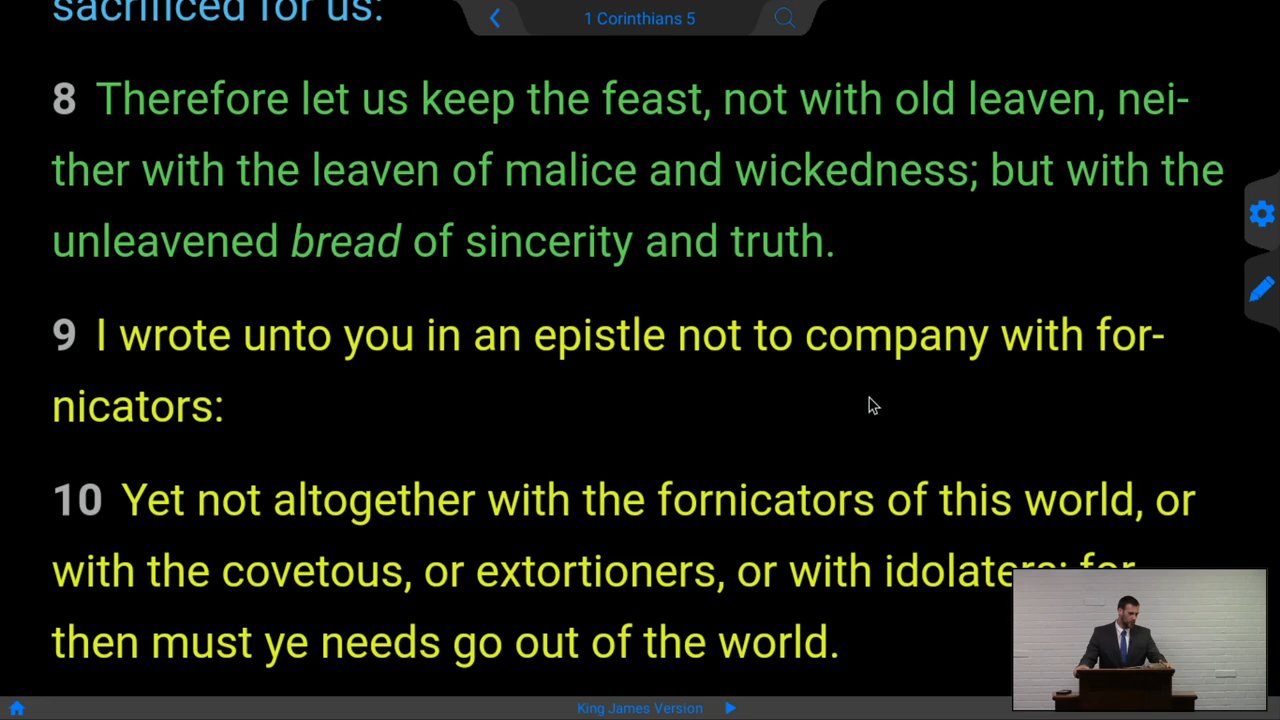 sacrificed for us:
1 Corinthians 5
8 Therefore let us keep the feast, not with old leaven, nei-
ther with the leaven of malice and wickedness; but with the
unleavened bread of sincerity and truth.
9 I wrote unto you in an epistle not to company with for-
nicators:
10 Yet not altogether with the fornicators of this world, or
with the covetous, or extortioners, or with idolaters; for
then must ye needs go out of the world.
King James Version